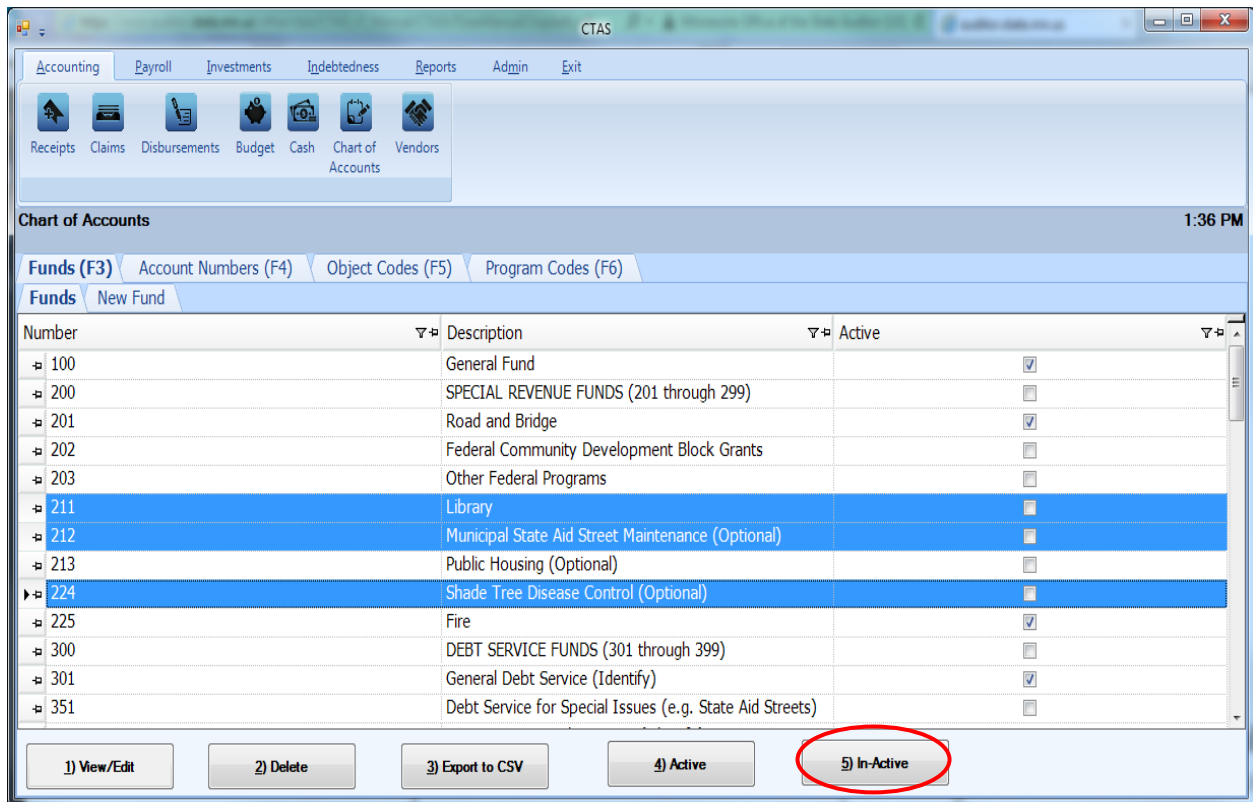 CTAS
Accounting Payroll Investments Indebtedness Reports Admin Exit
Receipts Claims Disbursements Budget Cash Chart of Accounts Vendors
Chart of Accounts 1:36 PM
Funds (F3) Account Numbers (F4) Object Codes (F5) Program Codes (F6)
Funds New Fund
Number Description Active
100 General Fund
200 SPECIAL REVENUE FUNDS (201 through 299)
201 Road and Bridge
202 Federal Community Development Block Grants
203 Other Federal Programs
211 Library
212 Municipal State Aid Street Maintenance (Optional)
213 Public Housing (Optional)
224 Shade Tree Disease Control (Optional)
225 Fire
300 DEBT SERVICE FUNDS (301 through 399)
301 General Debt Service (Identify)
351 Debt Service for Special Issues (e.g. State Aid Streets)
1) View/Edit 2) Delete 3) Export to CSV 4) Active 5) In-Active